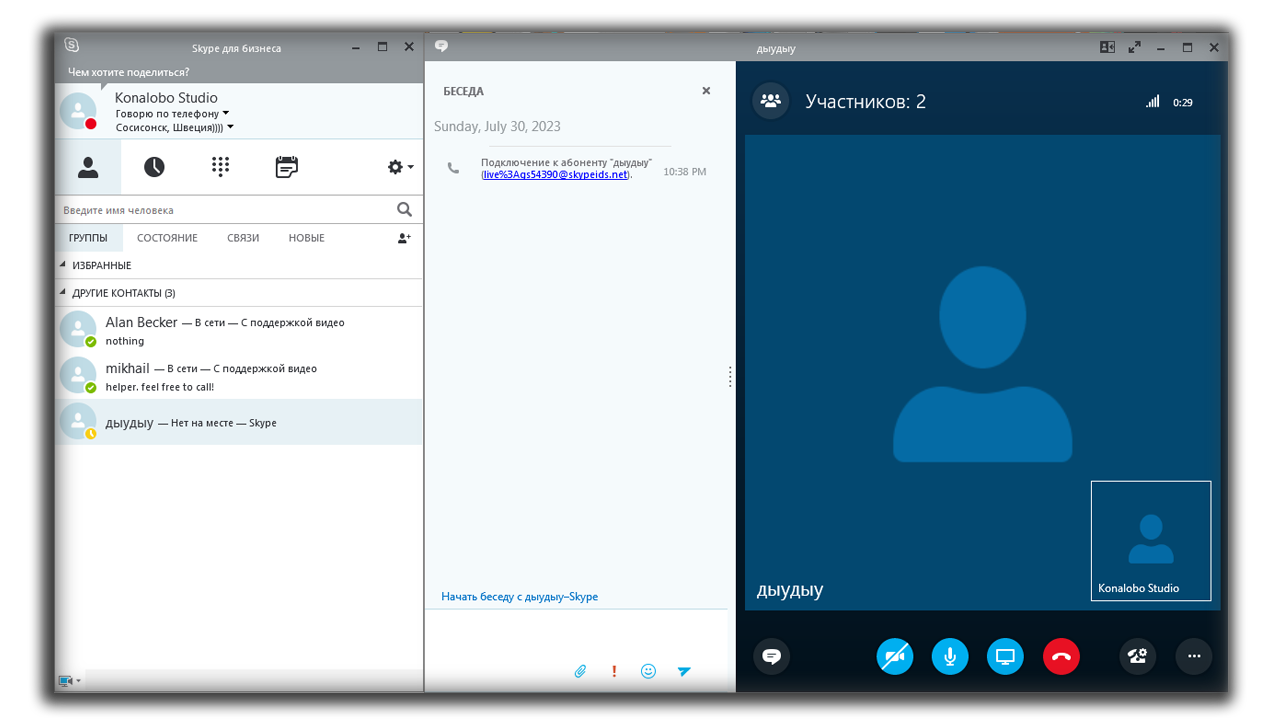 Skype для бизнеса
Чем хотите поделиться?
Konalobo Studio
Говорю по телефону
Сосисонск, Швеция))))
Введите имя человека
ГРУППЫ СОСТОЯНИЕ СВЯЗИ НОВЫЕ
ИЗБРАННЫЕ
ДРУГИЕ КОНТАКТЫ (3)
Alan Becker — В сети — С поддержкой видео
nothing
mikhail — В сети — С поддержкой видео
helper. feel free to call!
дыудыу — Нет на месте — Skype
дыудыу
БЕСЕДА
Sunday, July 30, 2023
Подключение к абоненту "дыудыу"
(live%3Aqs54390@skypeids.net).
10:38 PM
Начать беседу с дыудыу–Skype
Участников: 2
0:29
дыудыу
Konalobo Studio